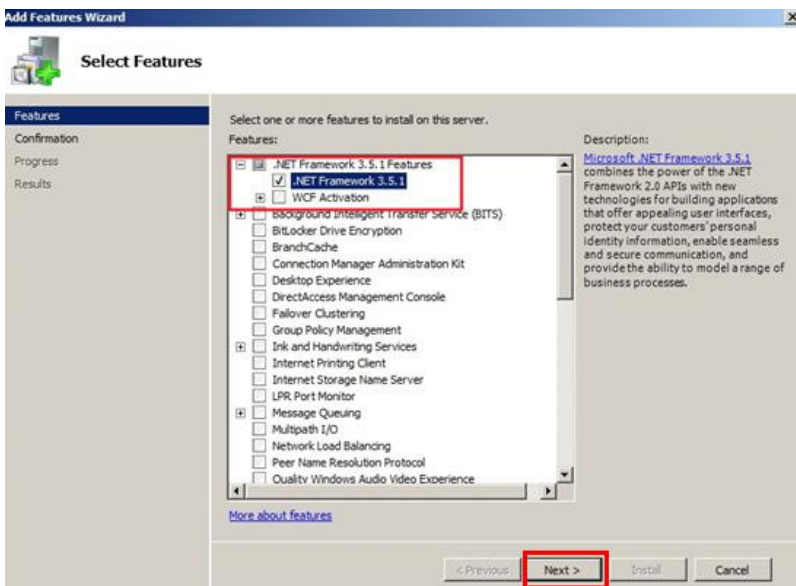 Add Features Wizard
Select Features
Features
Confirmation
Progress
Results
Select one or more features to install on this server.
Features:
.NET Framework 3.5.1 Features
.NET Framework 3.5.1
WCF Activation
Background Intelligent Transfer Service (BITS)
BitLocker Drive Encryption
BranchCache
Connection Manager Administration Kit
Desktop Experience
DirectAccess Management Console
Failover Clustering
Group Policy Management
Ink and Handwriting Services
Internet Printing Client
Internet Storage Name Server
LPR Port Monitor
Message Queuing
Multipath I/O
Network Load Balancing
Peer Name Resolution Protocol
Quality Windows Audio Video Experience
More about features
Description:
Microsoft .NET Framework 3.5.1
combines the power of the .NET
Framework 2.0 APIs with new
technologies for building applications
that offer appealing user interfaces,
protect your customers' personal
identity information, enable seamless
and secure communication, and
provide the ability to model a range of
business processes.
< Previous
Next >
Install
Cancel